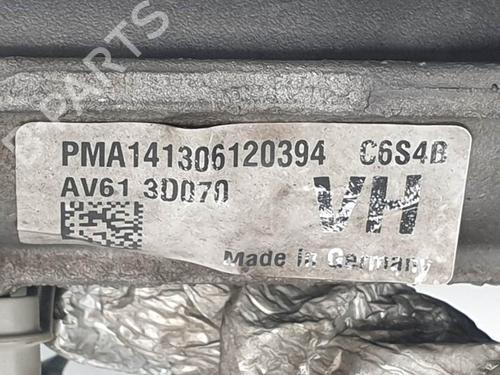 PMA141306120394 C6S4B
AV61 3D070
VH
Made in Germany